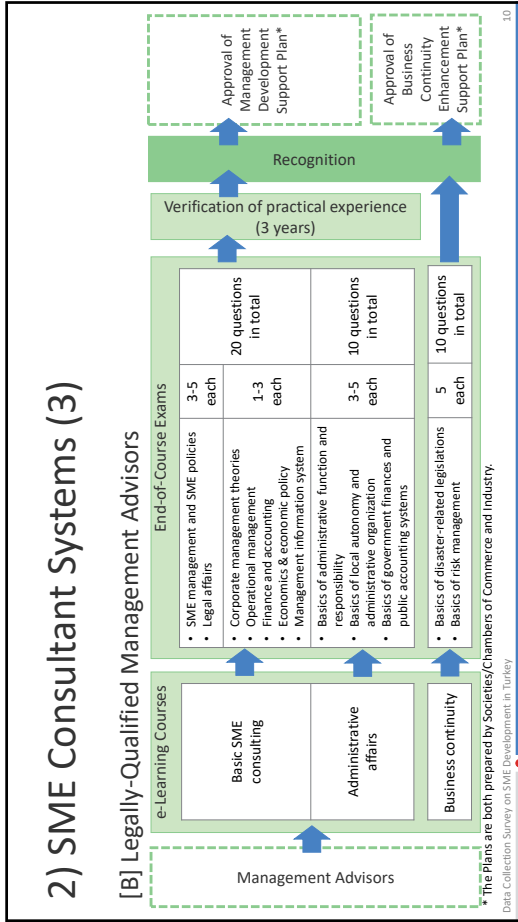 2) SME Consultant Systems (3)
[B] Legally-Qualified Management Advisors
Management Advisors
e-Learning Courses
Basic SME
consulting
Administrative
affairs
Business continuity
End-of-Course Exams
• SME management and SME policies
• Legal affairs
3-5
each
• Corporate management theories
• Operational management
• Finance and accounting
• Economics & economic policy
• Management information system
1-3
each
20 questions
in total
• Basics of administrative function and
responsibility
• Basics of local autonomy and
administrative organization
• Basics of government finances and
public accounting systems
3-5
each
10 questions
in total
• Basics of disaster-related legislations
• Basics of risk management
5
each
10 questions
in total
Verification of practical experience
(3 years)
Recognition
Approval of
Management
Development
Support Plan*
Approval of
Business
Continuity
Enhancement
Support Plan*
* The Plans are both prepared by Societies/Chambers of Commerce and Industry.
Data Collection Survey on SME Development in Turkey
10